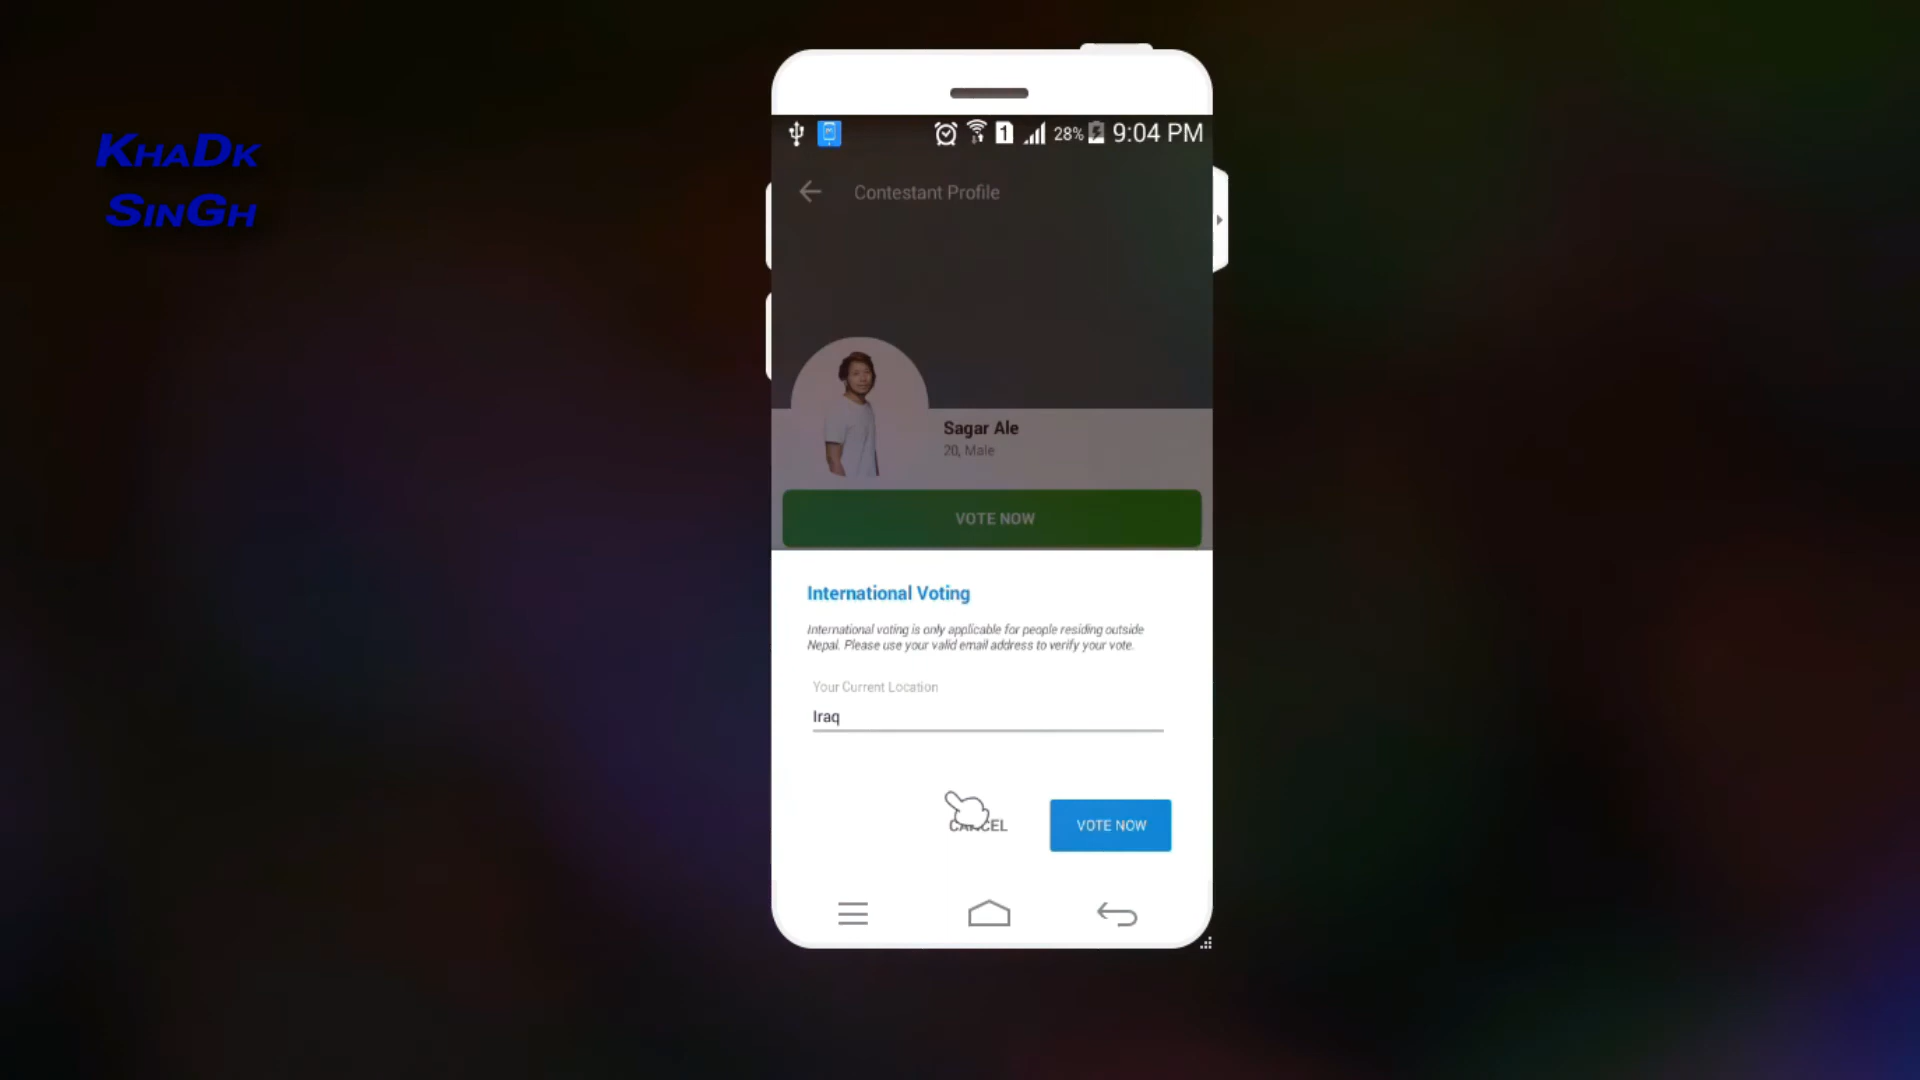 KHADK
SINGH
1 28% 9:04 PM
Contestant Profile
Sagar Ale
20, Male
VOTE NOW
International Voting
International voting is only applicable for people residing outside
Nepal. Please use your valid email address to verify your vote.
Your Current Location
Iraq
CANCEL VOTE NOW